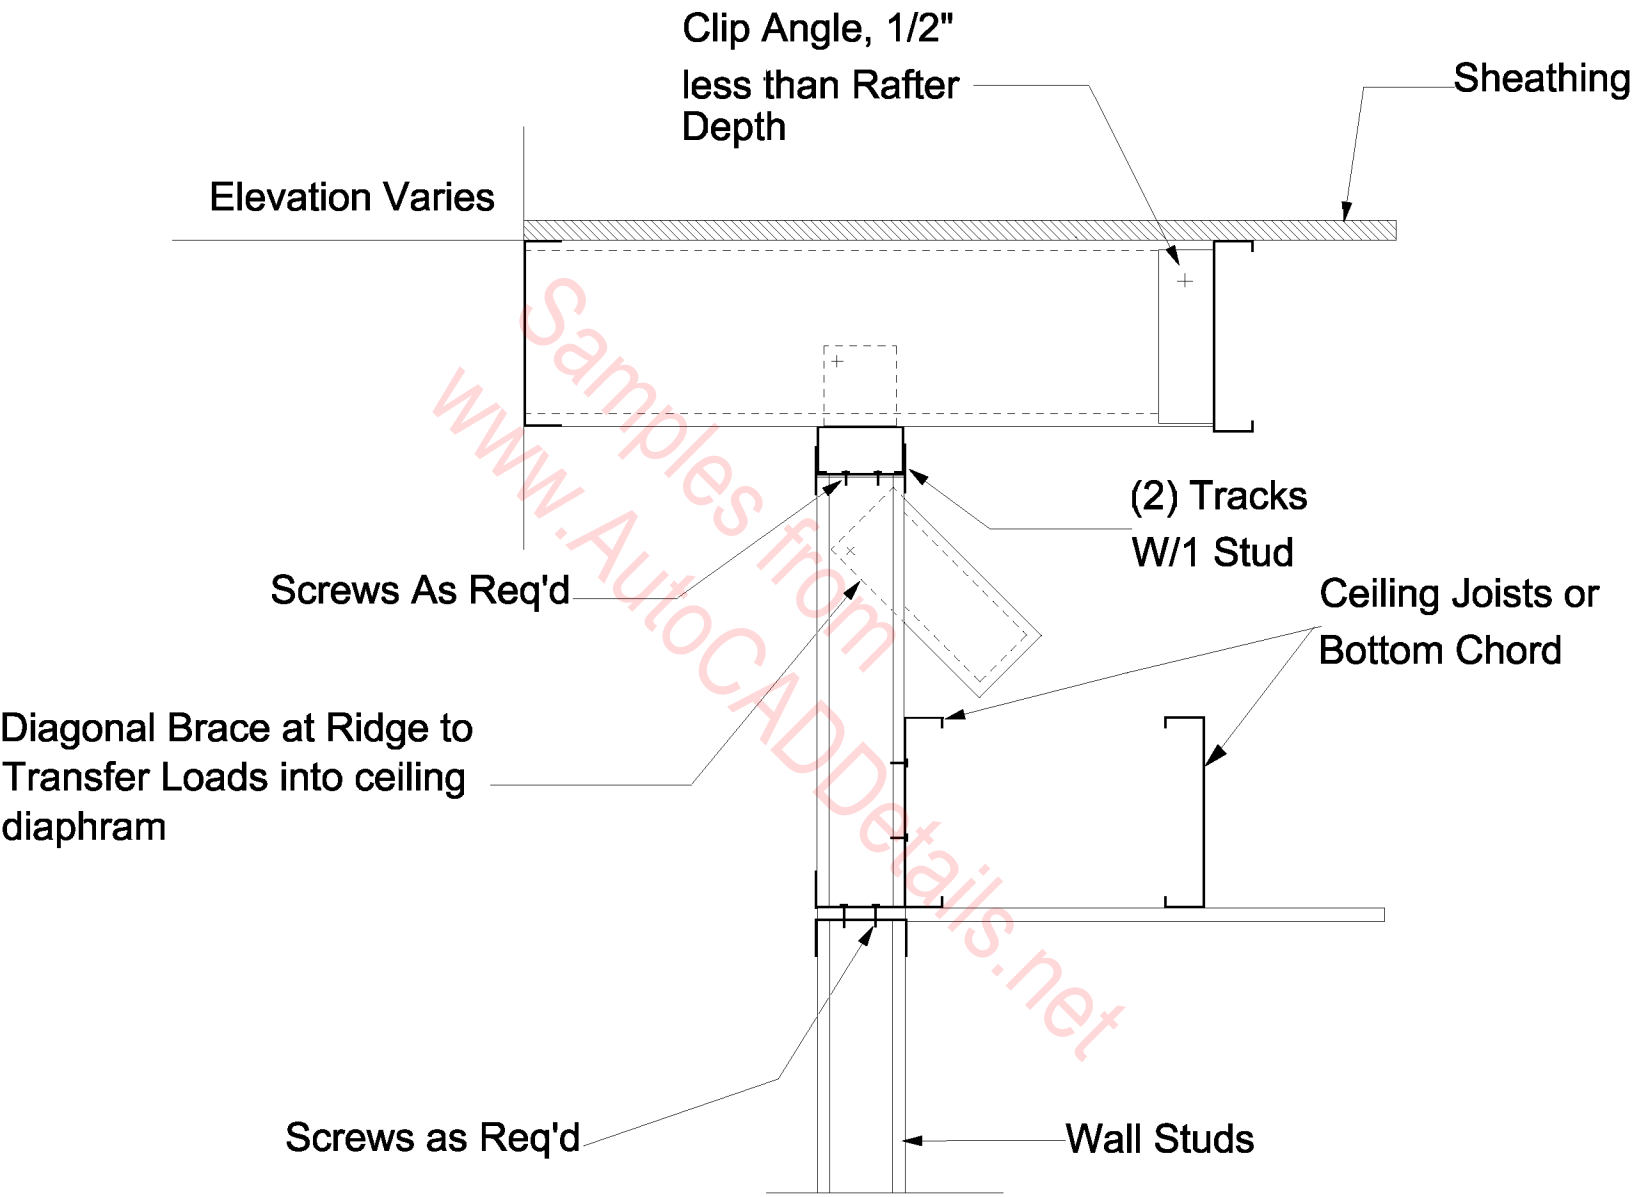 Clip Angle, 1/2"
less than Rafter
Depth
Sheathing
Elevation Varies
(2) Tracks
W/1 Stud
Screws As Req'd
Ceiling Joists or
Bottom Chord
Diagonal Brace at Ridge to
Transfer Loads into ceiling
diaphram
Screws as Req'd
Wall Studs
Samples from
www.AutoCADDetails.net